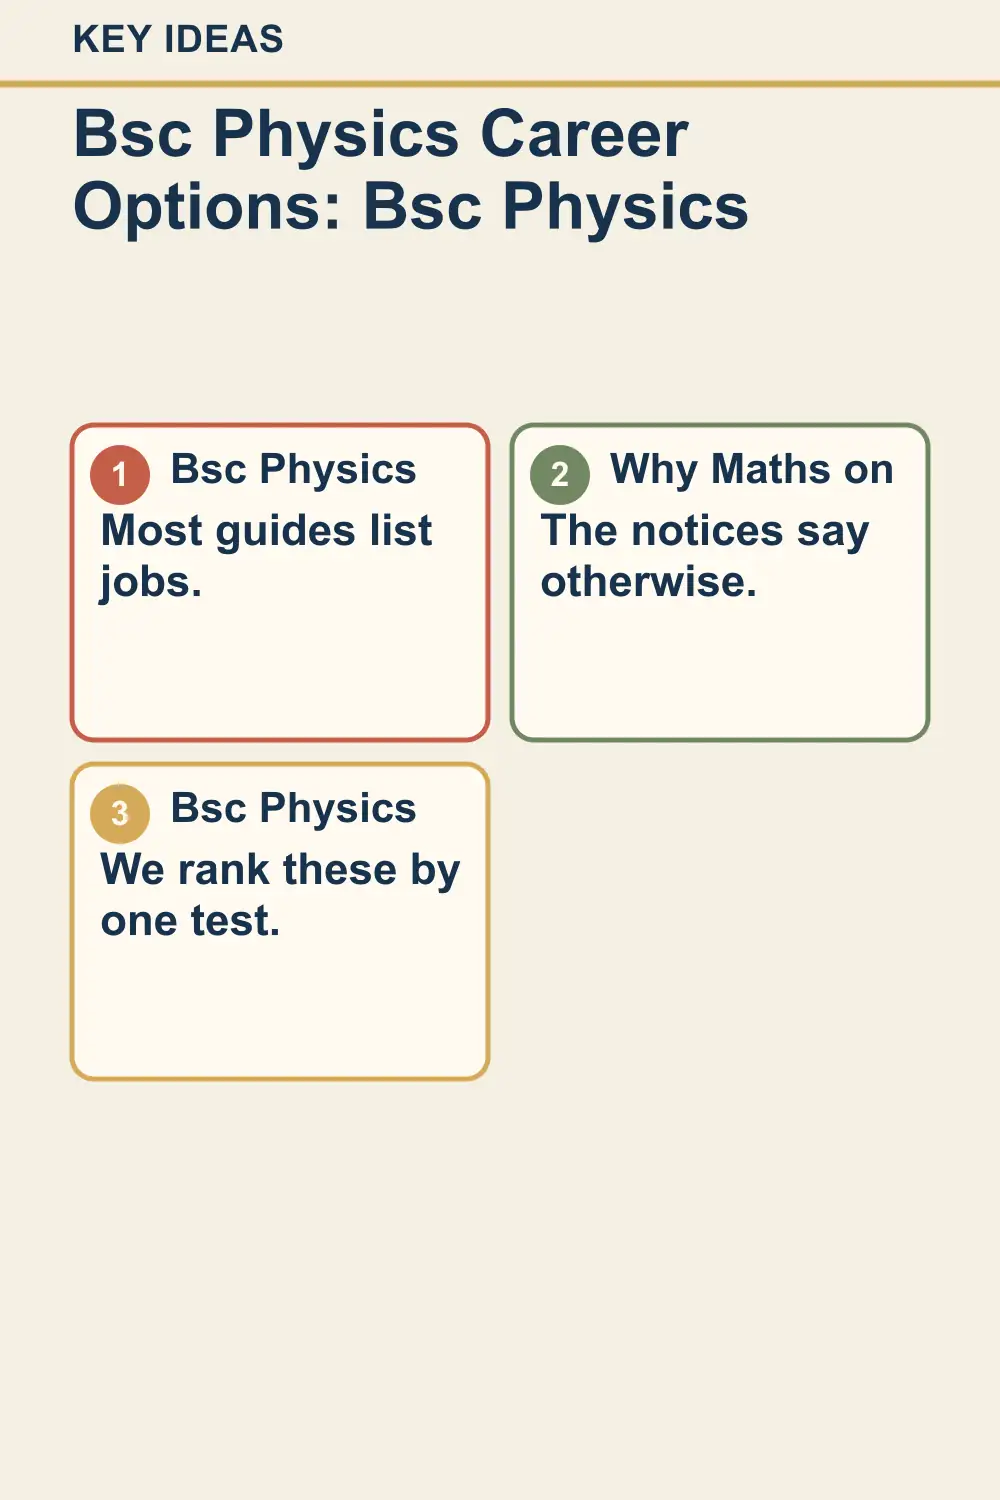 KEY IDEAS
Bsc Physics Career
Options: Bsc Physics
1 Bsc Physics
Most guides list
jobs.
2 Why Maths on
The notices say
otherwise.
3 Bsc Physics
We rank these by
one test.